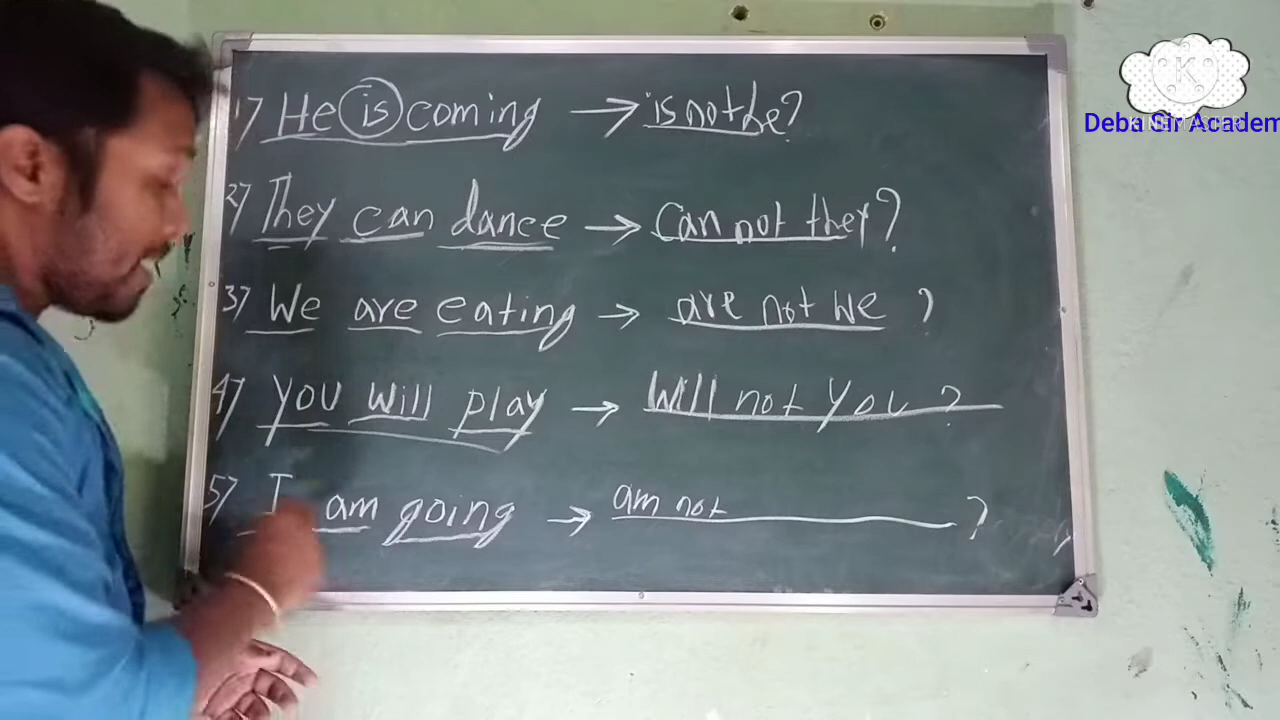 1) He is coming → is not he?
2) They can dance → Can not they?
3) We are eating → are not We ?
4) you will play → Will not you ?
5) I am going → am not ?
K
Deba Sir Academ